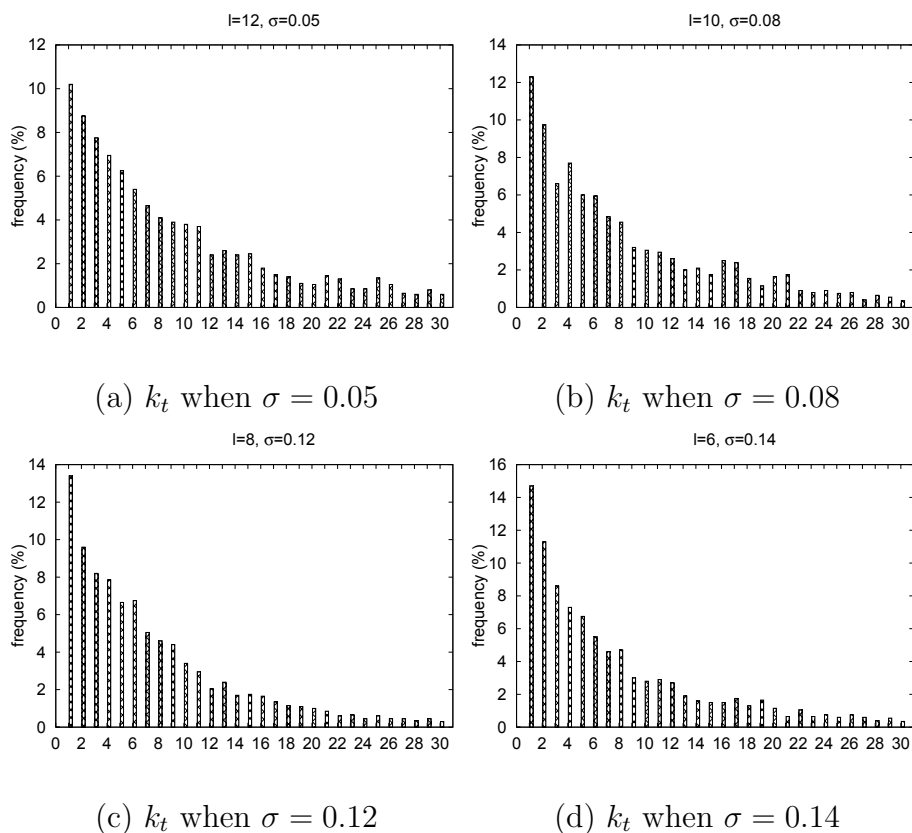 l=12, σ=0.05
12
10
8
6
4
2
0
frequency (%)
0 2 4 6 8 10 12 14 16 18 20 22 24 26 28 30
(a) k_t when σ = 0.05
l=10, σ=0.08
14
12
10
8
6
4
2
0
frequency (%)
0 2 4 6 8 10 12 14 16 18 20 22 24 26 28 30
(b) k_t when σ = 0.08
l=8, σ=0.12
14
12
10
8
6
4
2
0
frequency (%)
0 2 4 6 8 10 12 14 16 18 20 22 24 26 28 30
(c) k_t when σ = 0.12
l=6, σ=0.14
16
14
12
10
8
6
4
2
0
frequency (%)
0 2 4 6 8 10 12 14 16 18 20 22 24 26 28 30
(d) k_t when σ = 0.14